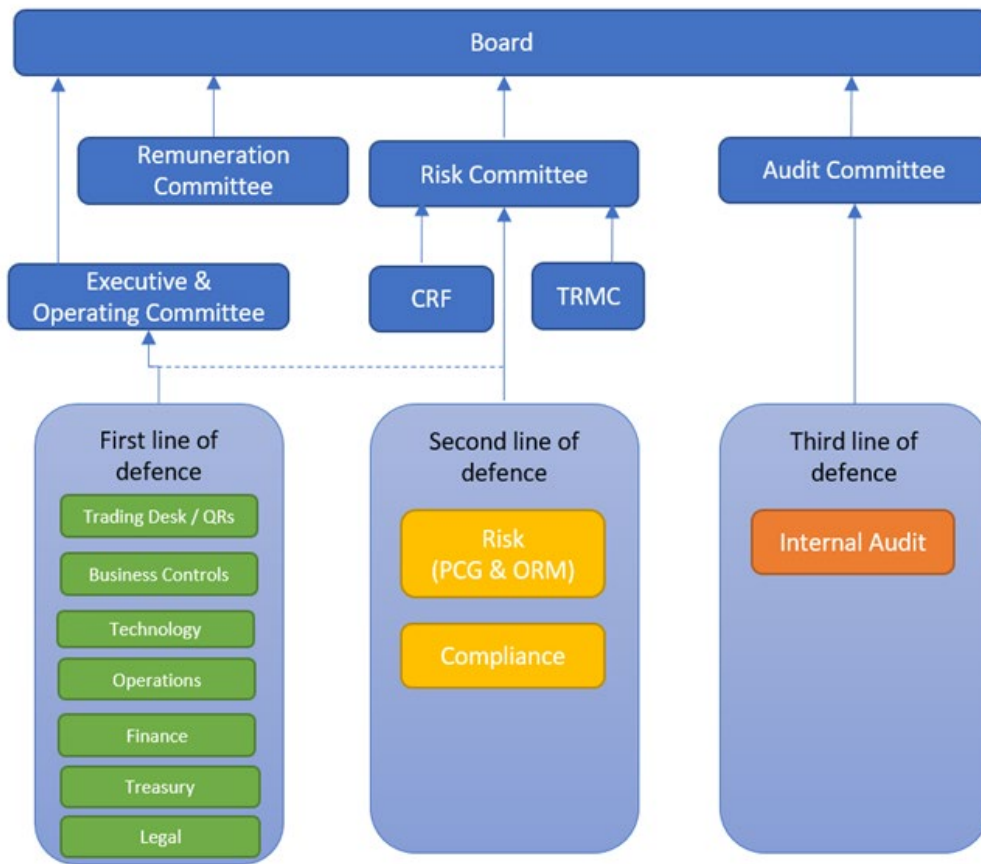 Board
Remuneration
Committee
Risk Committee
Audit Committee
Executive &
Operating Committee
CRF
TRMC
First line of
defence
Trading Desk / QRs
Business Controls
Technology
Operations
Finance
Treasury
Legal
Second line of
defence
Risk
(PCG & ORM)
Compliance
Third line of
defence
Internal Audit